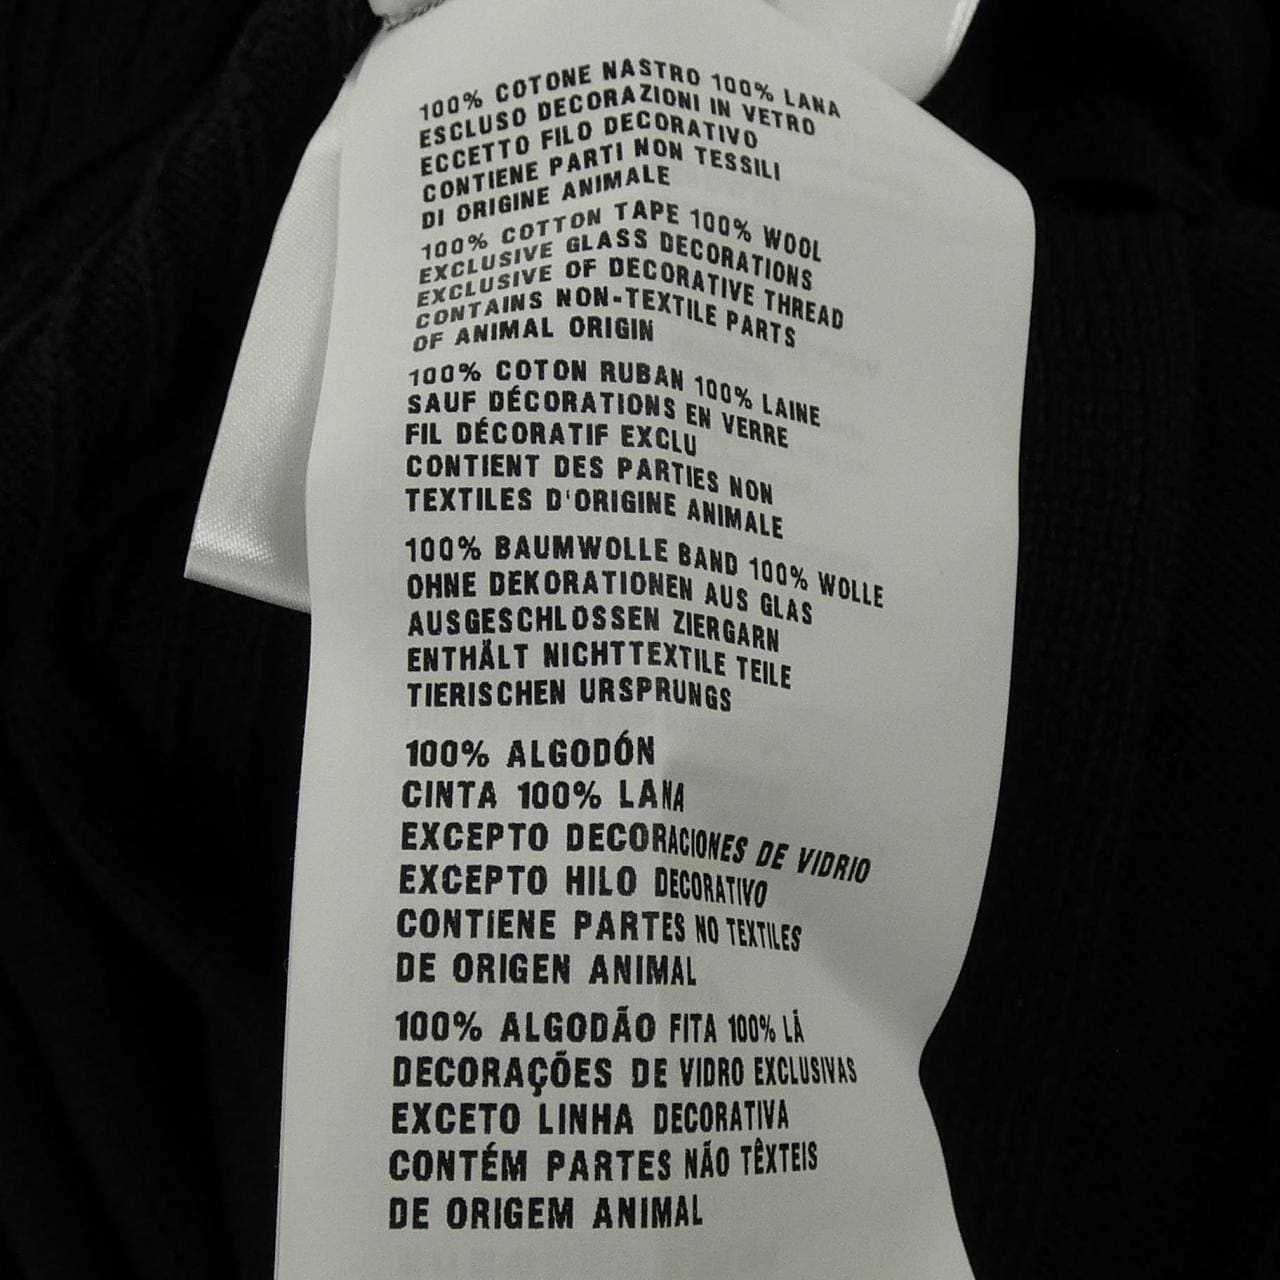 100% COTONE NASTRO 100% LANA
ESCLUSO DECORAZIONI IN VETRO
ECCETTO FILO DECORATIVO
CONTIENE PARTI NON TESSILI
DI ORIGINE ANIMALE
100% COTTON TAPE 100% WOOL
EXCLUSIVE GLASS DECORATIONS
EXCLUSIVE OF DECORATIVE THREAD
CONTAINS NON-TEXTILE PARTS
OF ANIMAL ORIGIN
100% COTON RUBAN 100% LAINE
SAUF DÉCORATIONS EN VERRE
FIL DÉCORATIF EXCLU
CONTIENT DES PARTIES NON
TEXTILES D'ORIGINE ANIMALE
100% BAUMWOLLE BAND 100% WOLLE
OHNE DEKORATIONEN AUS GLAS
AUSGESCHLOSSEN ZIERGARN
ENTHÄLT NICHTTEXTILE TEILE
TIERISCHEN URSPRUNGS
100% ALGODÓN
CINTA 100% LANA
EXCEPTO DECORACIONES DE VIDRIO
EXCEPTO HILO DECORATIVO
CONTIENE PARTES NO TEXTILES
DE ORIGEN ANIMAL
100% ALGODÃO FITA 100% LÃ
DECORAÇÕES DE VIDRO EXCLUSIVAS
EXCETO LINHA DECORATIVA
CONTÉM PARTES NÃO TÊXTEIS
DE ORIGEM ANIMAL